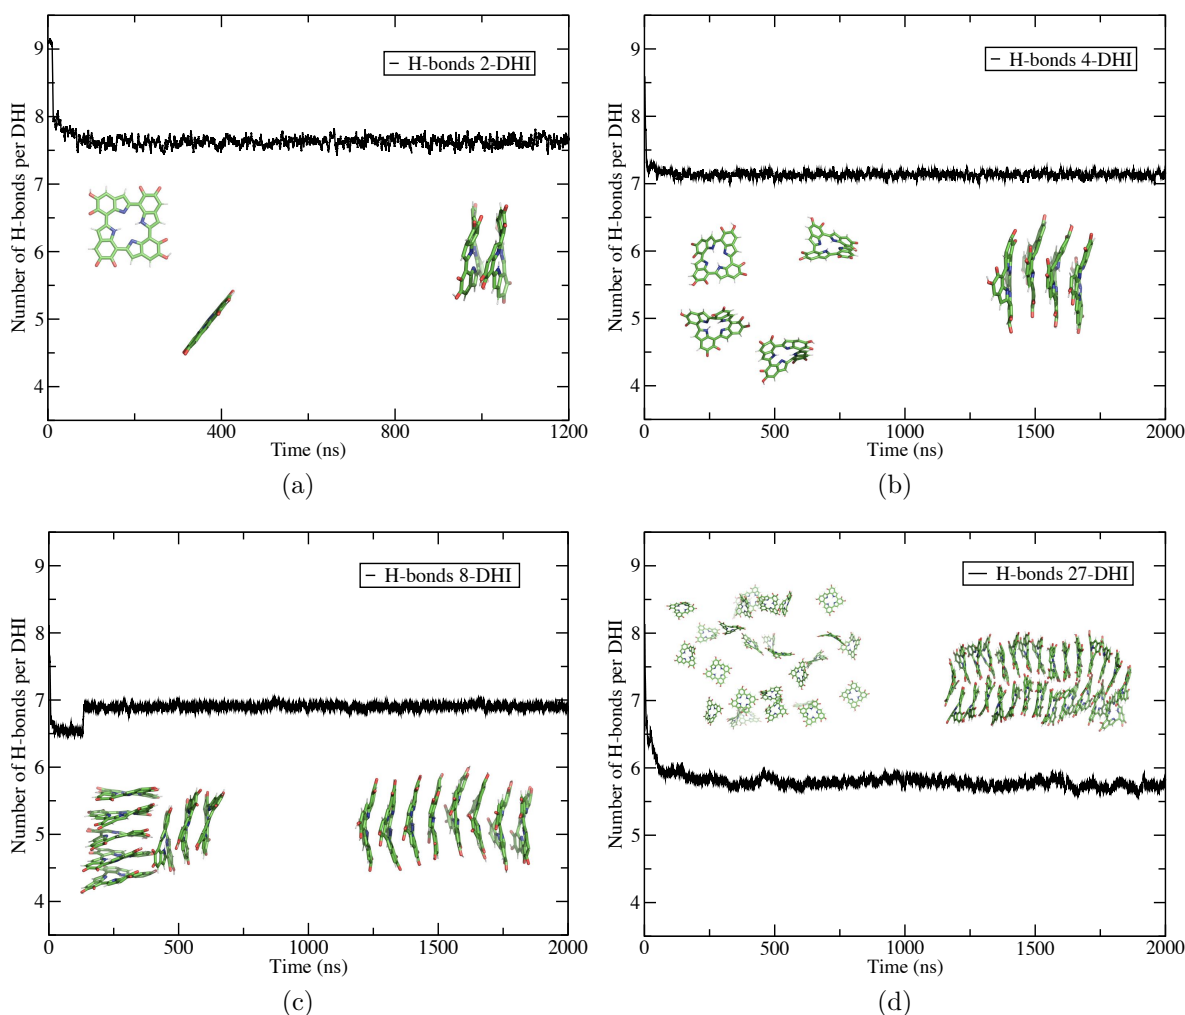 H-bonds 2-DHI
Number of H-bonds per DHI
9
8
7
6
5
4
0
400
800
1200
Time (ns)
(a)
H-bonds 4-DHI
Number of H-bonds per DHI
9
8
7
6
5
4
0
500
1000
1500
2000
Time (ns)
(b)
H-bonds 8-DHI
Number of H-bonds per DHI
9
8
7
6
5
4
0
500
1000
1500
2000
Time (ns)
(c)
H-bonds 27-DHI
Number of H-bonds per DHI
9
8
7
6
5
4
0
500
1000
1500
2000
Time (ns)
(d)